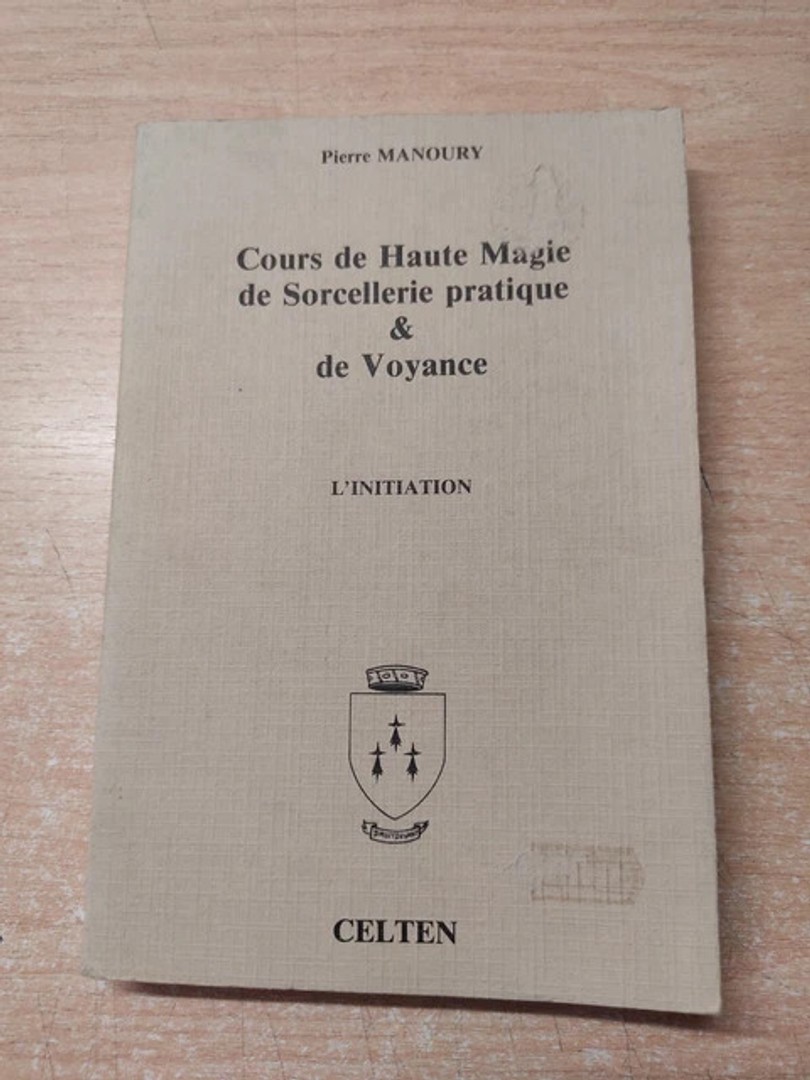 Pierre MANOURY
Cours de Haute Magie
de Sorcellerie pratique
&
de Voyance
L'INITIATION
CELTEN